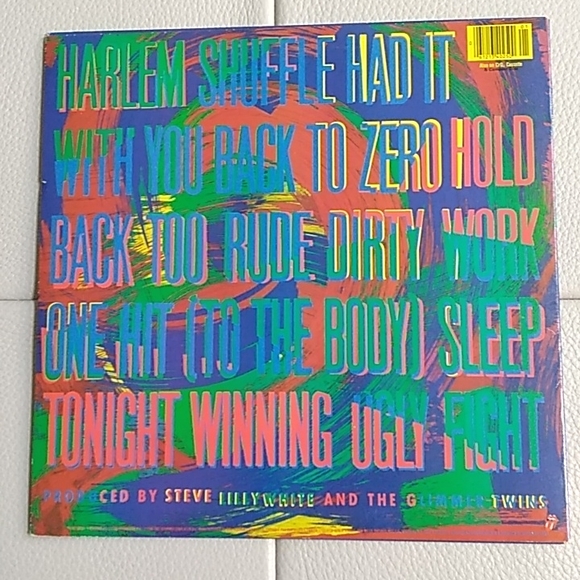 HARLEM SHUFFLE HAD IT
WITH YOU BACK TO ZERO HOLD
BACK TOO RUDE DIRTY WORK
ONE HIT (TO THE BODY) SLEEP
TONIGHT WINNING UGLY FIGHT
PRODUCED BY STEVE LILLYWHITE AND THE GLIMMER TWINS